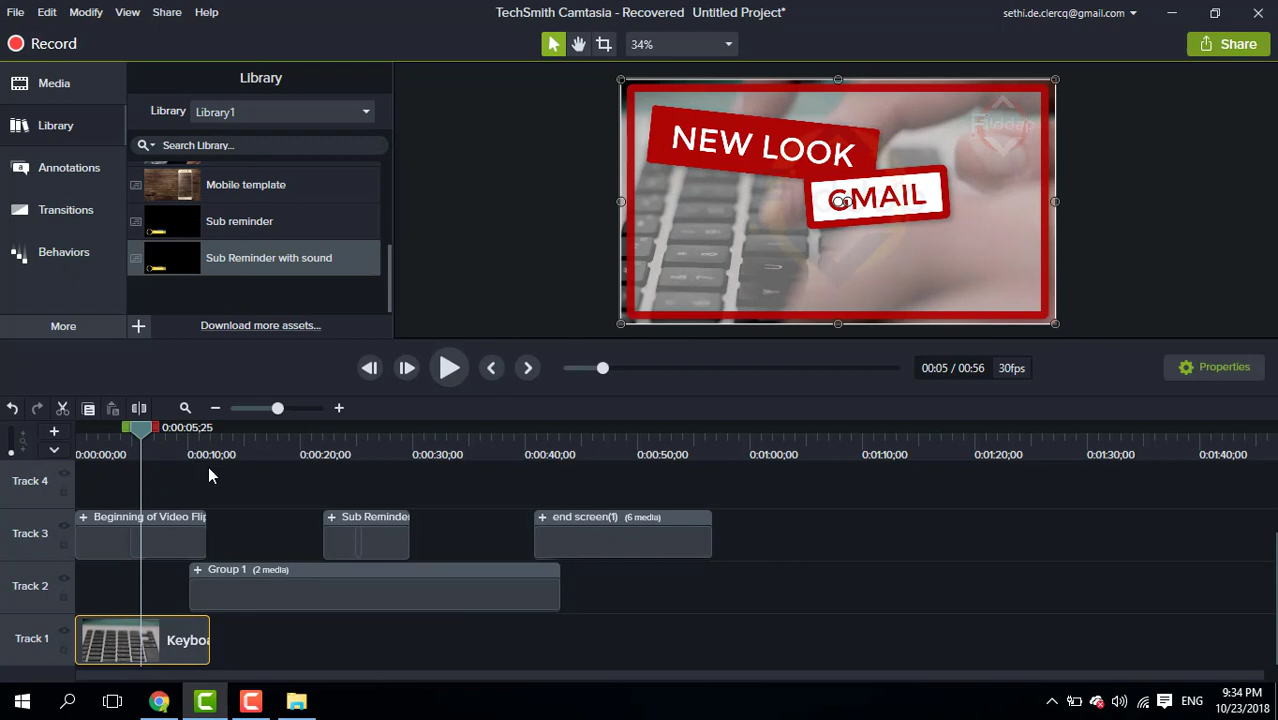 File Edit Modify View Share Help
TechSmith Camtasia - Recovered Untitled Project*
sethi.de.clercq@gmail.com
Record
34%
Share
Media
Library
Annotations
Transitions
Behaviors
More
Library
Library Library1
Search Library...
Mobile template
Sub reminder
Sub Reminder with sound
Download more assets...
NEW LOOK
GMAIL
00:05 / 00:56 30fps
Properties
0:00:05;25
0:00:00;00 0:00:10;00 0:00:20;00 0:00:30;00 0:00:40;00 0:00:50;00 0:01:00;00 0:01:10;00 0:01:20;00 0:01:30;00 0:01:40;00
Track 4
Track 3
Beginning of Video Flip
Sub Reminder
end screen(1) (6 media)
Track 2
Group 1 (2 media)
Track 1
Keyboa
ENG
9:34 PM
10/23/2018